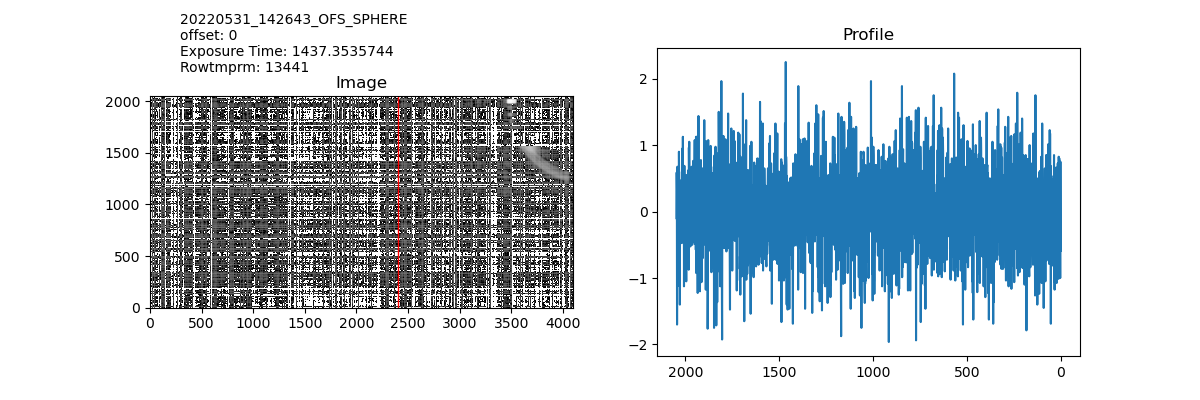 20220531_142643_OFS_SPHERE
offset: 0
Exposure Time: 1437.3535744
Rowtmprm: 13441
Image
2000
1500
1000
500
0
0 500 1000 1500 2000 2500 3000 3500 4000
Profile
2
1
0
−1
−2
2000 1500 1000 500 0